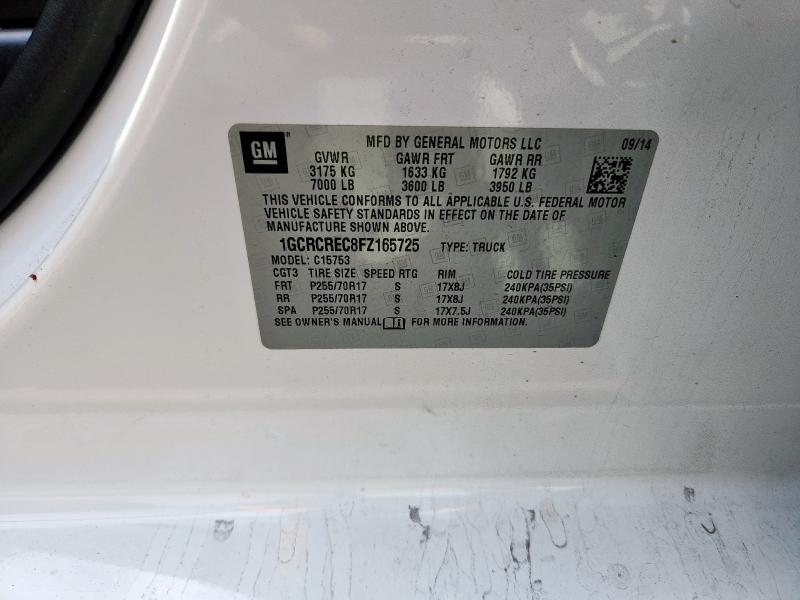 GM
MFD BY GENERAL MOTORS LLC 09/14
GVWR GAWR FRT GAWR RR
3175 KG 1633 KG 1792 KG
7000 LB 3600 LB 3950 LB
THIS VEHICLE CONFORMS TO ALL APPLICABLE U.S. FEDERAL MOTOR
VEHICLE SAFETY STANDARDS IN EFFECT ON THE DATE OF
MANUFACTURE SHOWN ABOVE.
1GCRCREC8FZ165725 TYPE: TRUCK
MODEL: C15753
CGT3 TIRE SIZE SPEED RTG RIM COLD TIRE PRESSURE
FRT P255/70R17 S 17X8J 240KPA(35PSI)
RR P255/70R17 S 17X8J 240KPA(35PSI)
SPA P255/70R17 S 17X7.5J 240KPA(35PSI)
SEE OWNER'S MANUAL FOR MORE INFORMATION.